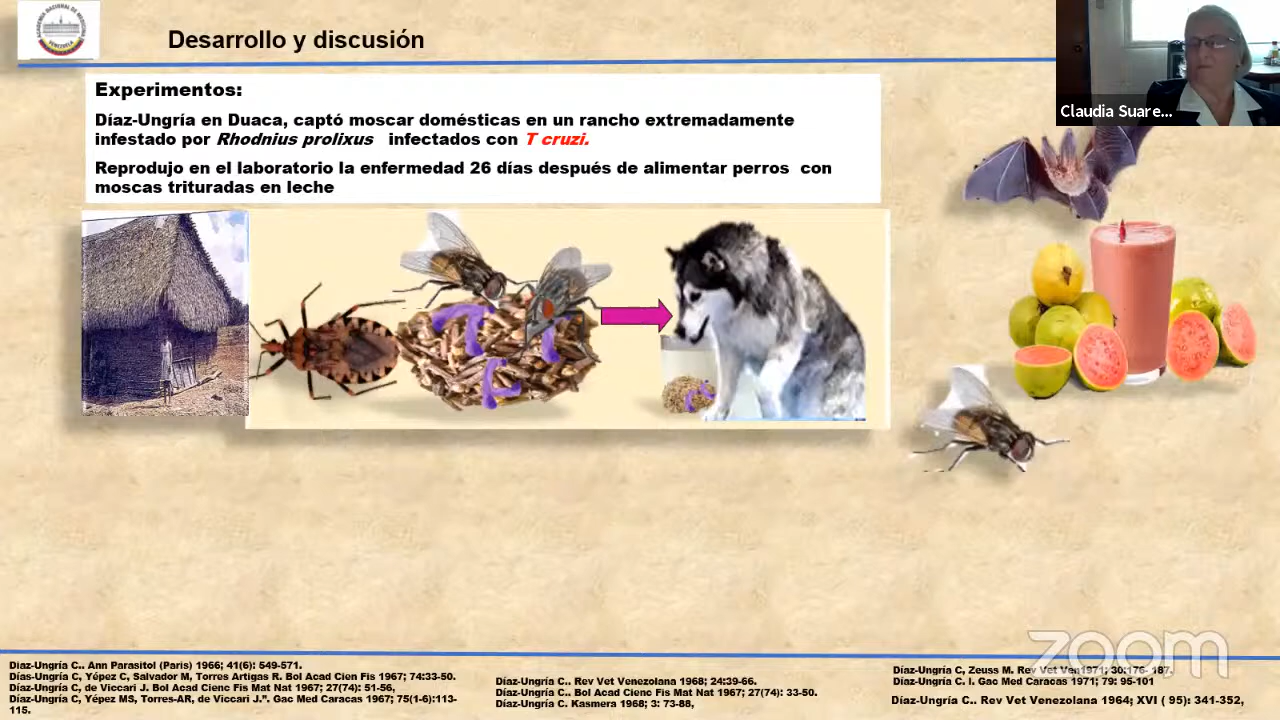 ACADEMIA NACIONAL DE MEDICINA
VENEZUELA
Desarrollo y discusión
Claudia Suare...
Experimentos:
Díaz-Ungría en Duaca, captó moscar domésticas en un rancho extremadamente
infestado por Rhodnius prolixus infectados con T cruzi.
Reprodujo en el laboratorio la enfermedad 26 días después de alimentar perros con
moscas trituradas en leche
zoom
Díaz-Ungría C.. Ann Parasitol (Paris) 1966; 41(6): 549-571.
Días-Ungría C, Yépez C, Salvador M, Torres Artigas R. Bol Acad Cien Fis 1967; 74:33-50.
Díaz-Ungría C, de Viccari J. Bol Acad Cienc Fis Mat Nat 1967; 27(74): 51-56,
Díaz-Ungría C, Yépez MS, Torres-AR, de Viccari J.". Gac Med Caracas 1967; 75(1-6):113-
115.
Díaz-Ungría C.. Rev Vet Venezolana 1968; 24:39-66.
Díaz-Ungría C.. Bol Acad Cienc Fis Mat Nat 1967; 27(74): 33-50.
Díaz-Ungría C. Kasmera 1968; 3: 73-88,
Díaz-Ungría C, Zeuss M. Rev Vet Ven1971; 30:176- 187.
Díaz-Ungría C. I. Gac Med Caracas 1971; 79: 95-101
Díaz-Ungría C.. Rev Vet Venezolana 1964; XVI ( 95): 341-352,